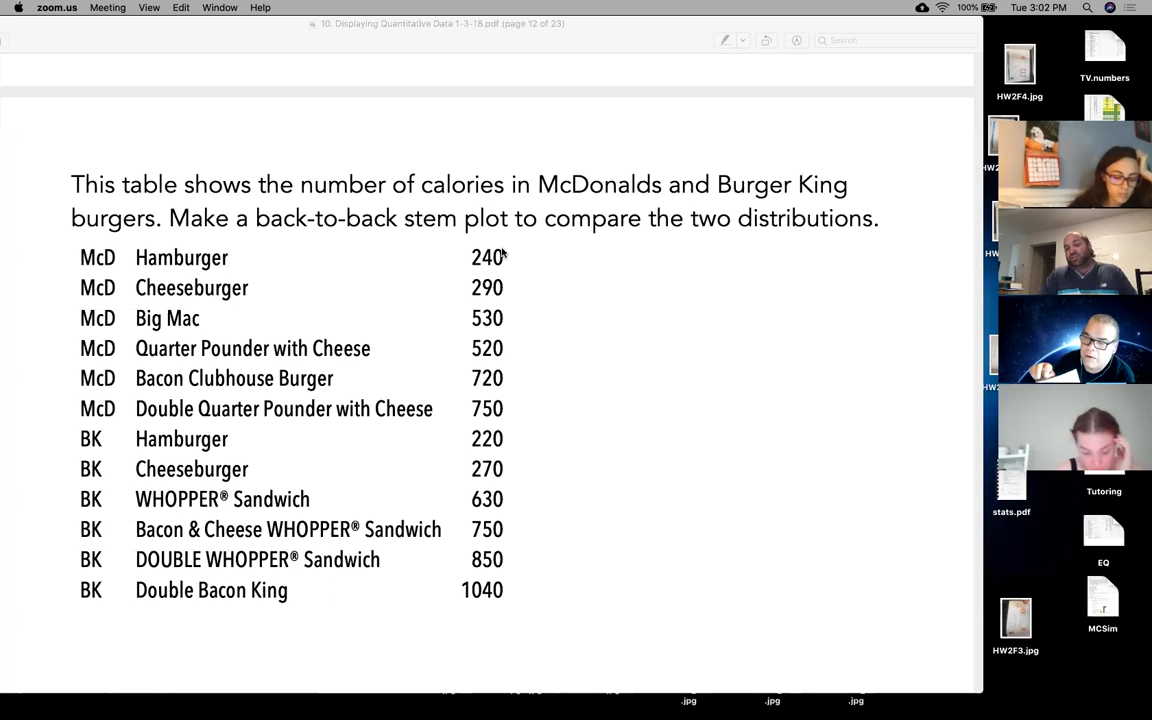 zoom.us Meeting View Edit Window Help 100% Tue 3:02 PM
10. Displaying Quantitative Data 1-3-18.pdf (page 12 of 23)
Search
This table shows the number of calories in McDonalds and Burger King
burgers. Make a back-to-back stem plot to compare the two distributions.
McD Hamburger 240
McD Cheeseburger 290
McD Big Mac 530
McD Quarter Pounder with Cheese 520
McD Bacon Clubhouse Burger 720
McD Double Quarter Pounder with Cheese 750
BK Hamburger 220
BK Cheeseburger 270
BK WHOPPER® Sandwich 630
BK Bacon & Cheese WHOPPER® Sandwich 750
BK DOUBLE WHOPPER® Sandwich 850
BK Double Bacon King 1040
TV.numbers
HW2F4.jpg
Tutoring
stats.pdf
EQ
MCSim
HW2F3.jpg
.jpg
.jpg
.jpg